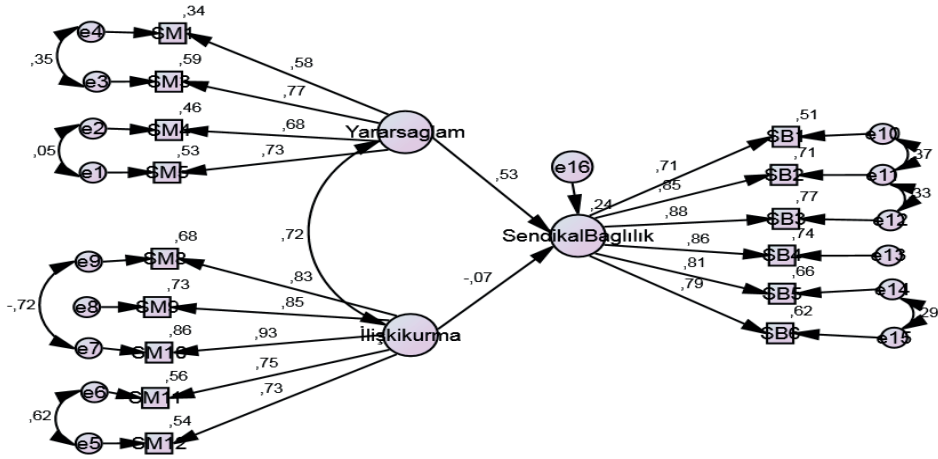 ,34
e4 SM1
,35 ,59 ,58
e3 SM3 ,77
,46
e2 SM4 ,68 Yararsaglam
,05 ,53 ,73
e1 SM5
,53
,72
,68
e9 SM8 ,83
-,72 ,73
e8 SM9 ,85 İlişkikurma
,86 ,93
e7 SM10
,56 ,75
e6 SM11
,62 ,54 ,73
e5 SM12
-,07
e16
,24
SendikalBaglılık
,51
,71 SB1 e10
,71 ,37
,85 SB2 e11
,77 ,33
,88 SB3 e12
,74
,86 SB4 e13
,66
,81 SB5 e14
,62 ,29
,79 SB6 e15